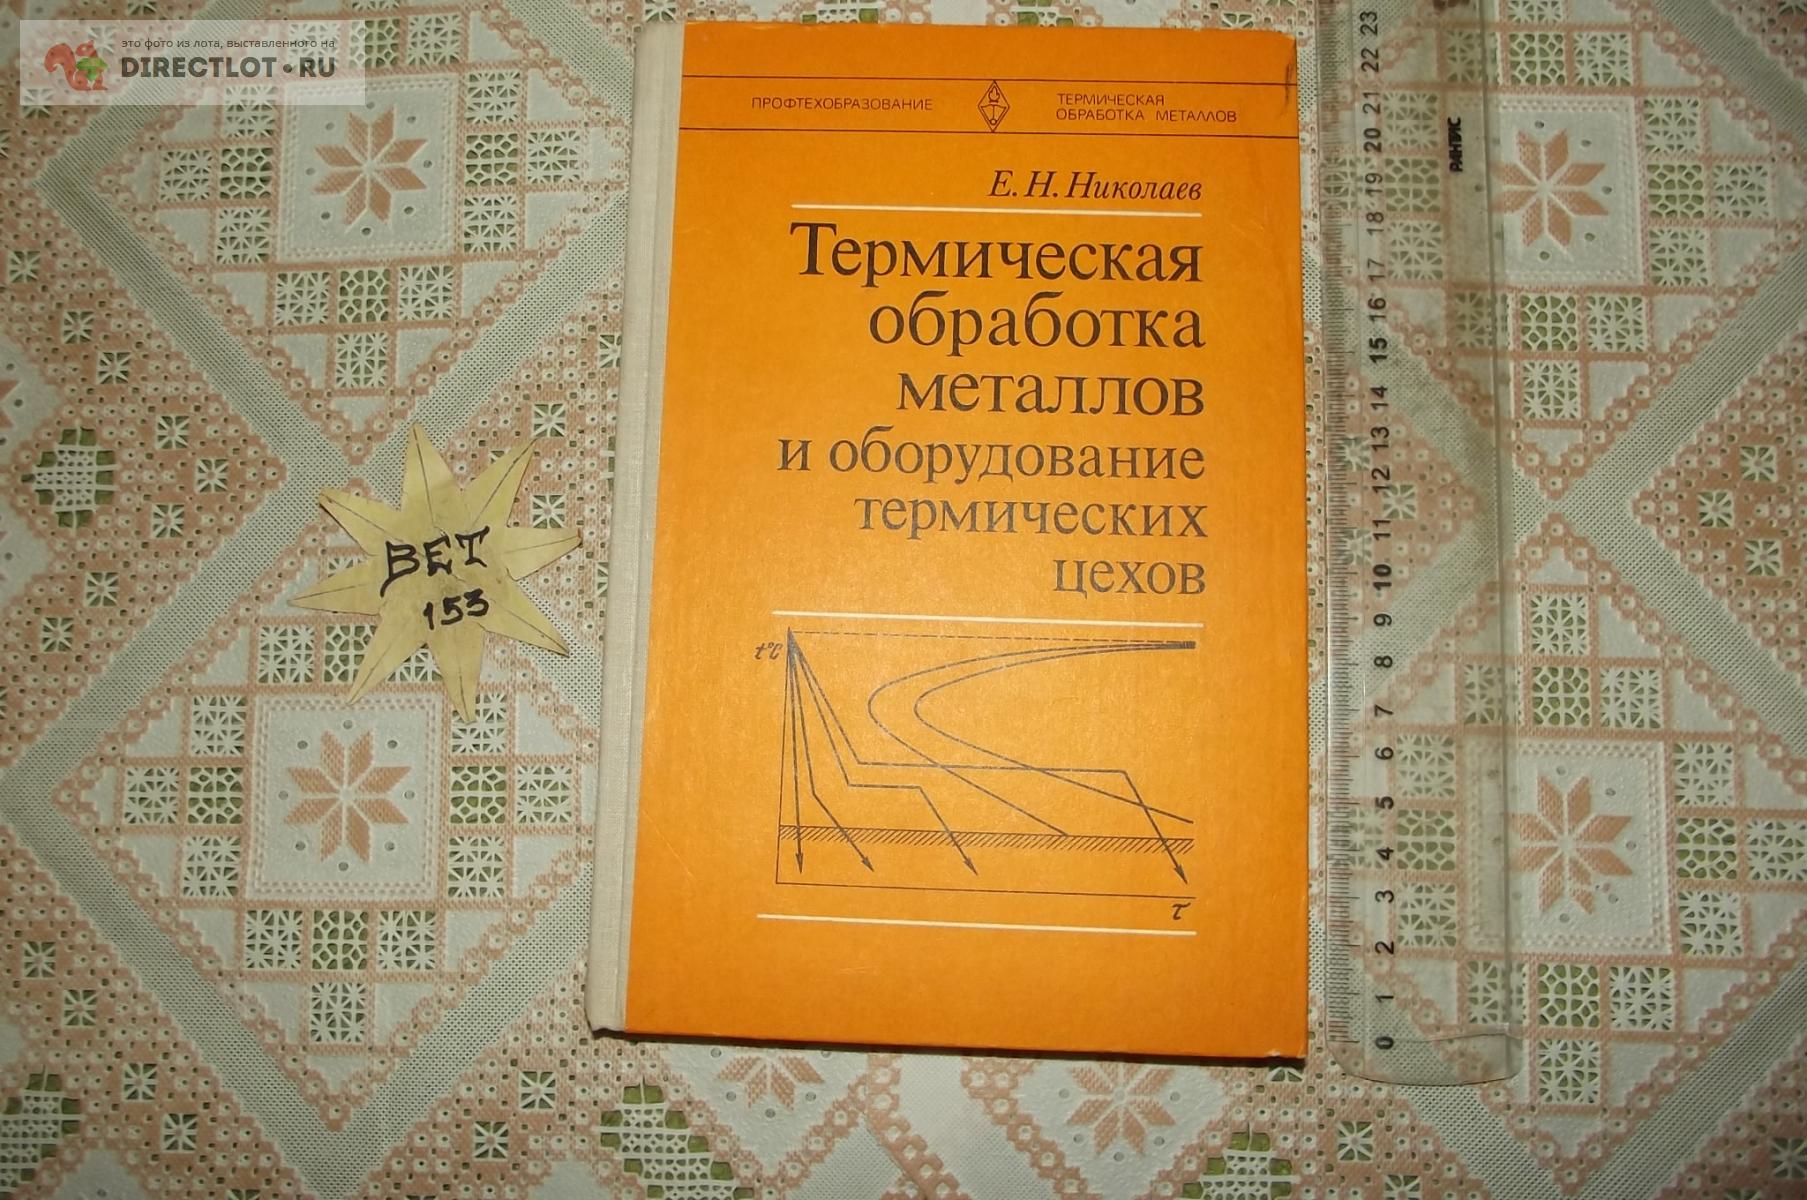 это фото из лота, выставленного на
DIRECTLOT•RU
ПРОФТЕХОБРАЗОВАНИЕ
ТЕРМИЧЕСКАЯ
ОБРАБОТКА МЕТАЛЛОВ
Е. Н. Николаев
Термическая
обработка
металлов
и оборудование
термических
цехов
t°C
τ
ВЕТ
153
РАНТИС
23
22
21
20
19
18
17
16
15
14
13
12
11
10
9
8
7
6
5
4
3
2
1
0